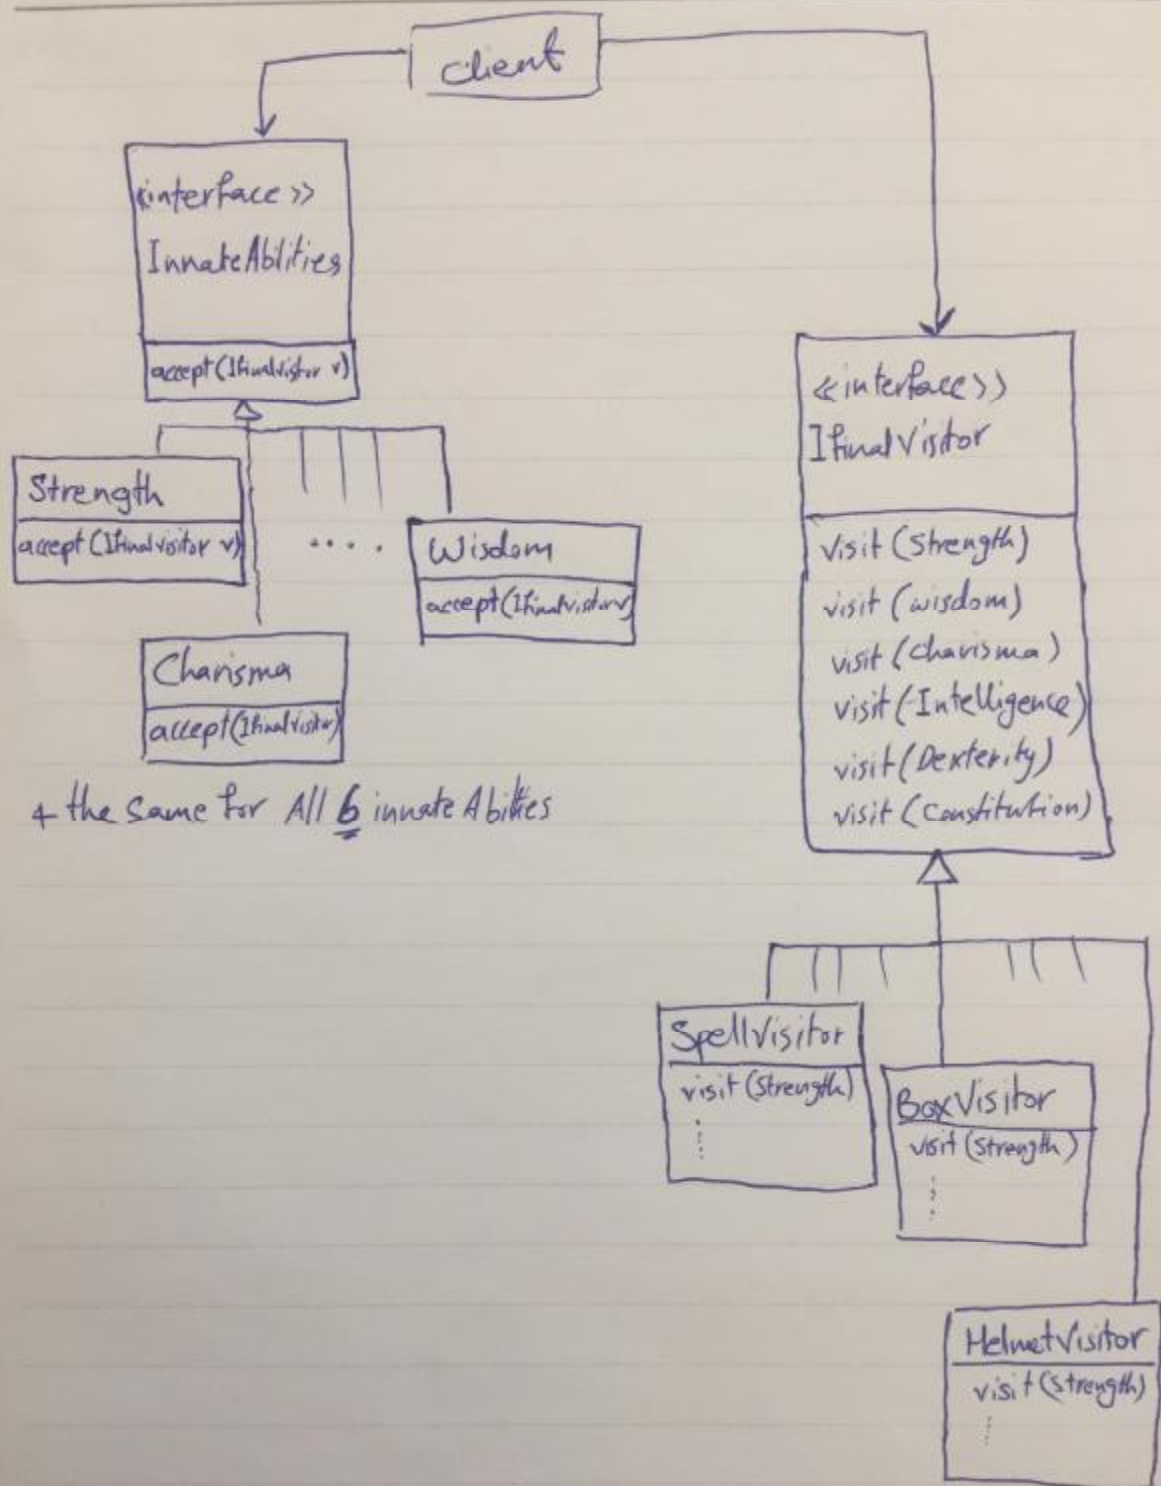 client
<<interface>>
InnateAbilities
accept(IfinalVistor v)
Strength
accept(IfinalVisitor v)
....
Wisdom
accept(IfinalVistor v)
Charisma
accept(IfinalVisitor)
+ the same for All 6 innate Abilities
<<interface>>
IfinalVisitor
visit(Strength)
visit(wisdom)
visit(Charisma)
visit(Intelligence)
visit(Dexterity)
visit(Constitution)
SpellVisitor
visit(Strength)
BoxVisitor
visit(Strength)
HelmetVisitor
visit(Strength)